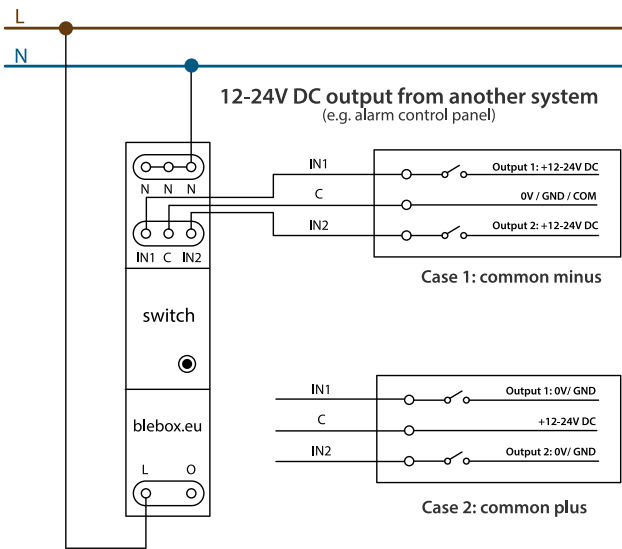 L
N
12-24V DC output from another system
(e.g. alarm control panel)
N N N
IN1 C IN2
switch
blebox.eu
L O
IN1
C
IN2
Output 1: +12-24V DC
0V / GND / COM
Output 2: +12-24V DC
Case 1: common minus
IN1
C
IN2
Output 1: 0V/ GND
+12-24V DC
Output 2: 0V/ GND
Case 2: common plus